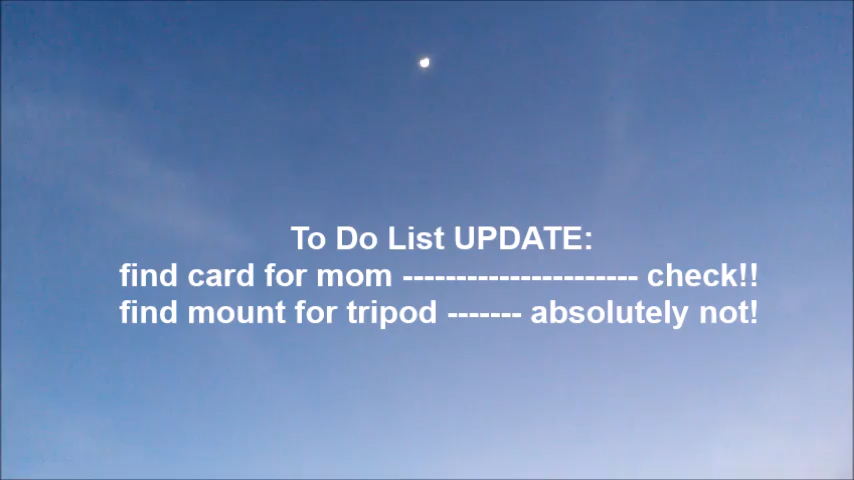 To Do List UPDATE:
find card for mom ---------------------- check!!
find mount for tripod ------- absolutely not!